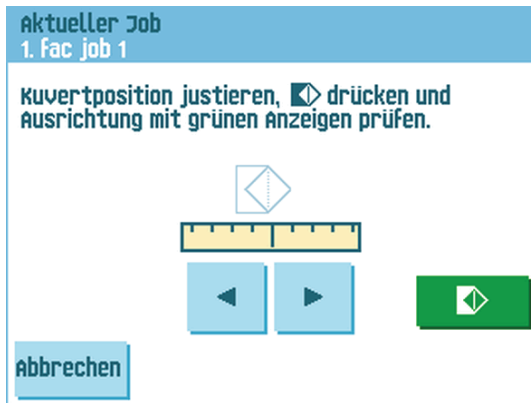 Aktueller Job
1. Fac job 1
Kuvertposition justieren, drücken und
Ausrichtung mit grünen Anzeigen prüfen.
Abbrechen